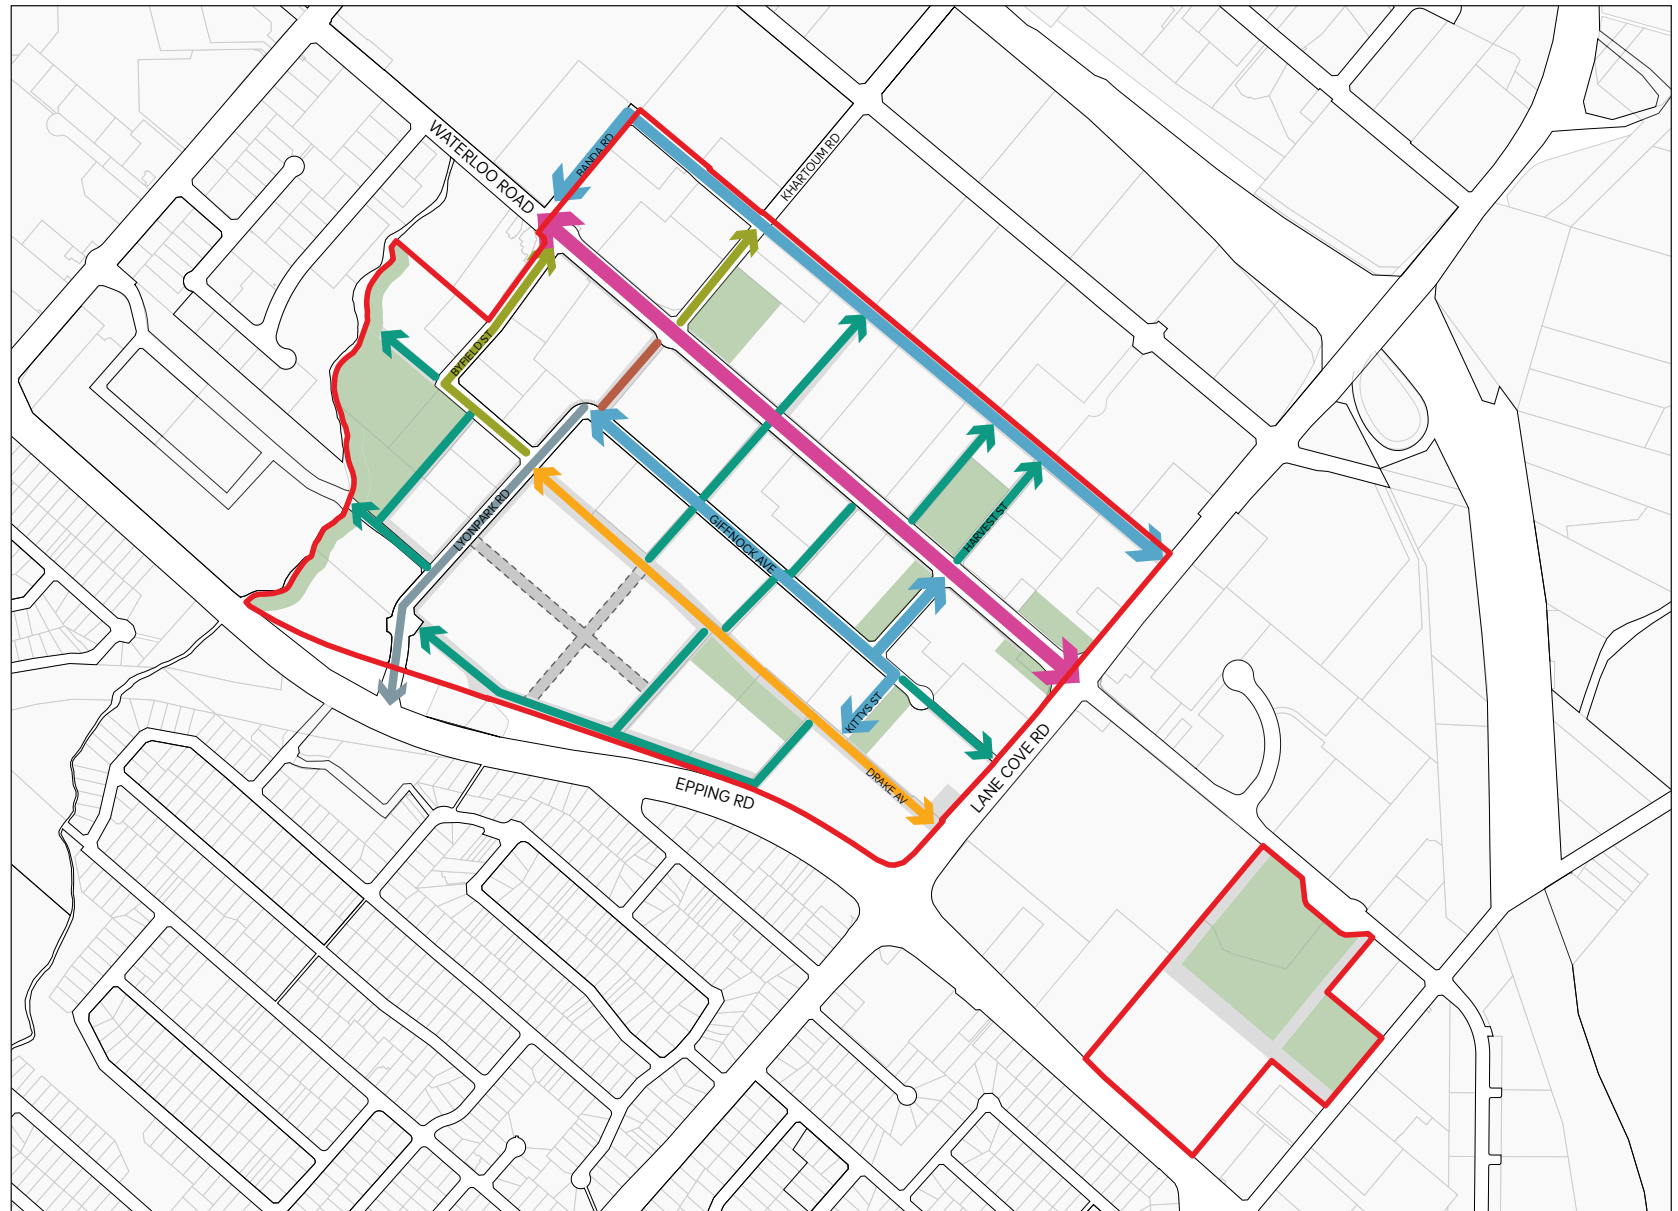 WATERLOO ROAD
BANDA RD
KHARTOUM RD
BYFIELD ST
LYONPARK RD
GIFFNOCK AVE
HARVEST ST
KITTYS ST
DRAKE AV
LANE COVE RD
EPPING RD